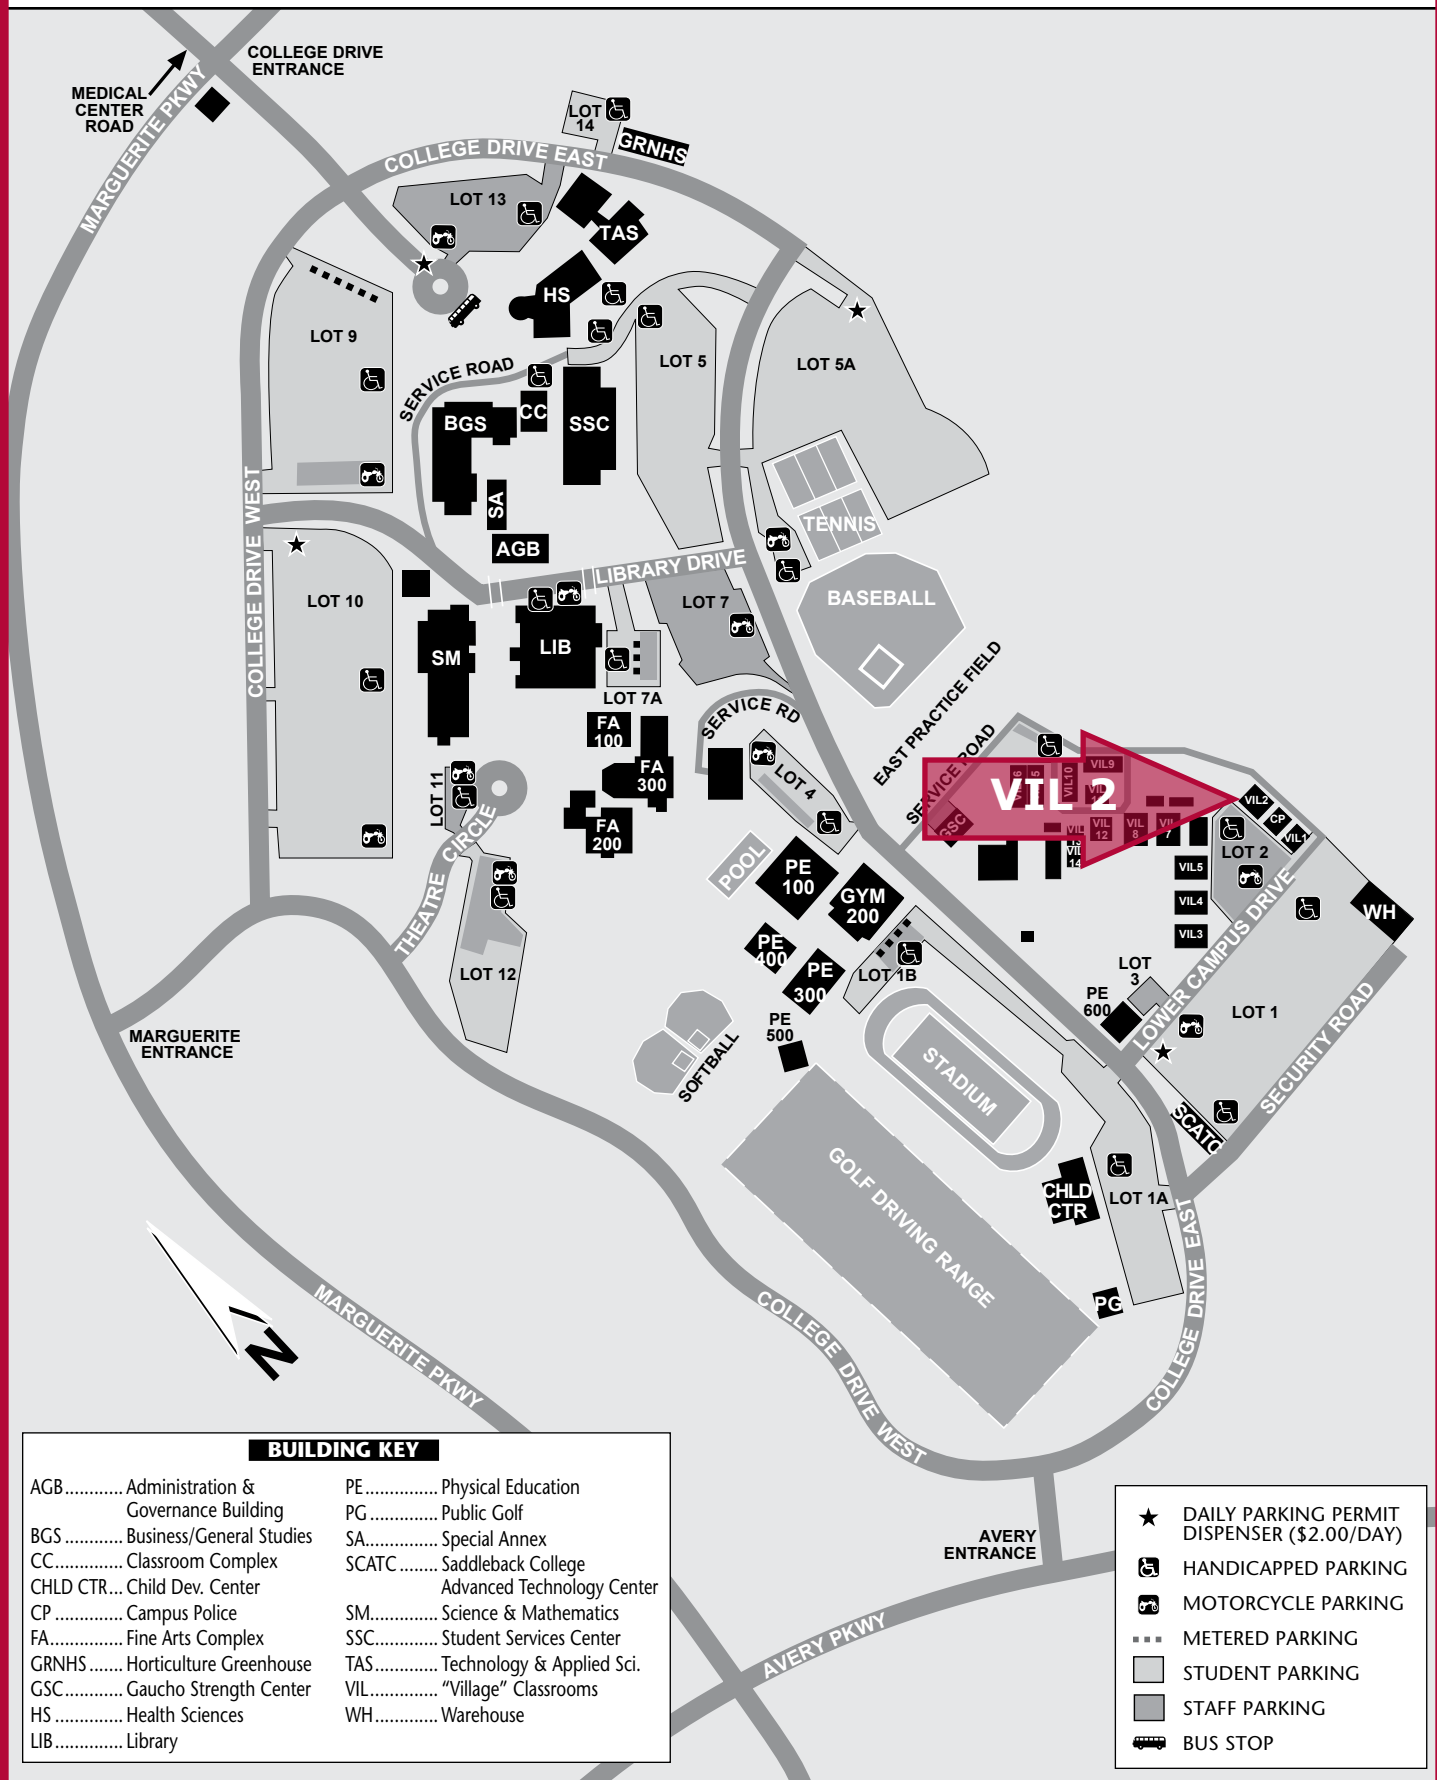 COLLEGE DRIVE
ENTRANCE
MEDICAL
CENTER
ROAD
MARGUERITE PKWY
LOT
14
GRNHS
COLLEGE DRIVE EAST
LOT 13
TAS
HS
LOT 9
SERVICE ROAD
LOT 5
LOT 5A
BGS
CC
SSC
SA
AGB
TENNIS
COLLEGE DRIVE WEST
LIBRARY DRIVE
LOT 10
LOT 7
BASEBALL
SM
LIB
LOT 7A
EAST PRACTICE FIELD
SERVICE RD
FA
100
FA
300
FA
200
LOT 11
THEATRE CIRCLE
LOT 4
SERVICE ROAD
VIL 2
VIL10
VIL9
GSC
VIL
12
VIL
8
VIL
14
VIL2
CP
VIL1
LOT 2
VIL5
VIL4
VIL3
WH
POOL
PE
100
GYM
200
PE
400
PE
300
LOT 1B
LOT 12
LOT
3
PE
600
LOWER CAMPUS DRIVE
LOT 1
SECURITY ROAD
MARGUERITE
ENTRANCE
PE
500
SOFTBALL
STADIUM
SCATC
GOLF DRIVING RANGE
CHLD
CTR
LOT 1A
PG
COLLEGE DRIVE EAST
N
MARGUERITE PKWY
COLLEGE DRIVE WEST
AVERY
ENTRANCE
AVERY PKWY
BUILDING KEY
AGB............ Administration &
Governance Building
BGS ............ Business/General Studies
CC.............. Classroom Complex
CHLD CTR... Child Dev. Center
CP .............. Campus Police
FA............... Fine Arts Complex
GRNHS ....... Horticulture Greenhouse
GSC............ Gaucho Strength Center
HS .............. Health Sciences
LIB.............. Library
PE ............... Physical Education
PG .............. Public Golf
SA............... Special Annex
SCATC ........ Saddleback College
Advanced Technology Center
SM.............. Science & Mathematics
SSC............. Student Services Center
TAS............. Technology & Applied Sci.
VIL.............. "Village" Classrooms
WH............. Warehouse
DAILY PARKING PERMIT
DISPENSER ($2.00/DAY)
HANDICAPPED PARKING
MOTORCYCLE PARKING
METERED PARKING
STUDENT PARKING
STAFF PARKING
BUS STOP